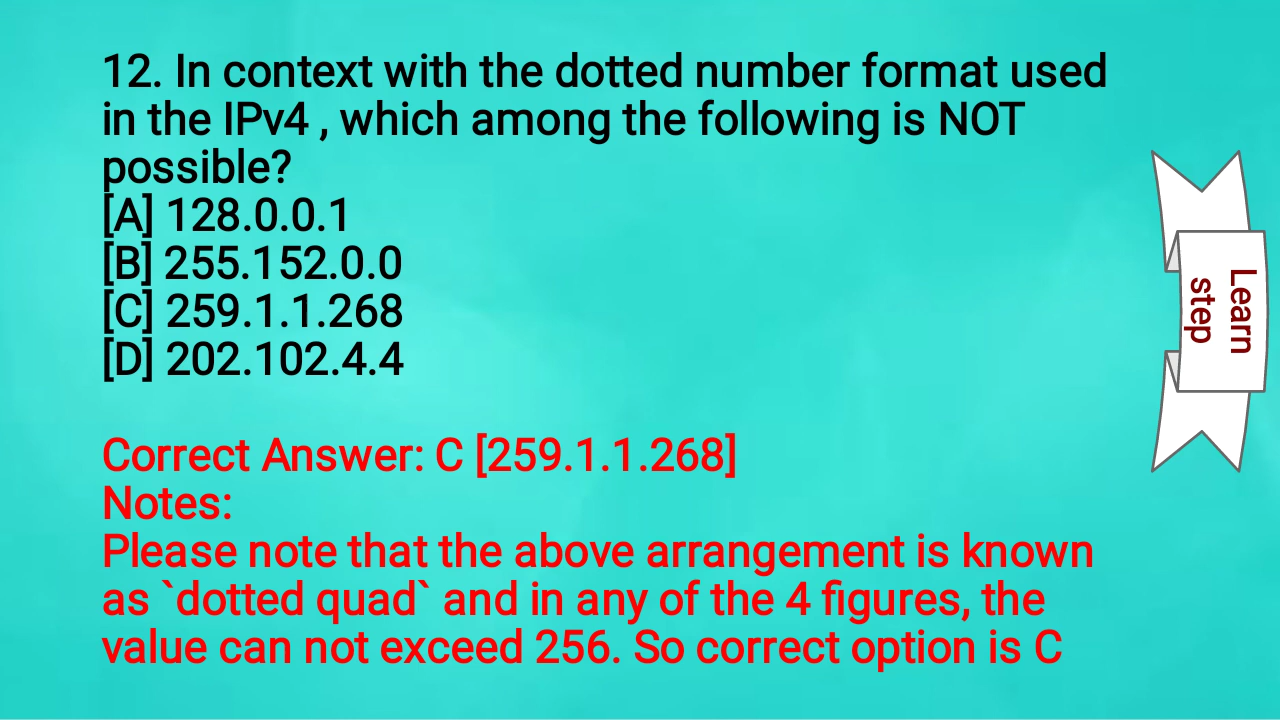 12. In context with the dotted number format used
in the IPv4 , which among the following is NOT
possible?
[A] 128.0.0.1
[B] 255.152.0.0
[C] 259.1.1.268
[D] 202.102.4.4
Correct Answer: C [259.1.1.268]
Notes:
Please note that the above arrangement is known
as `dotted quad` and in any of the 4 figures, the
value can not exceed 256. So correct option is C
Learn
step